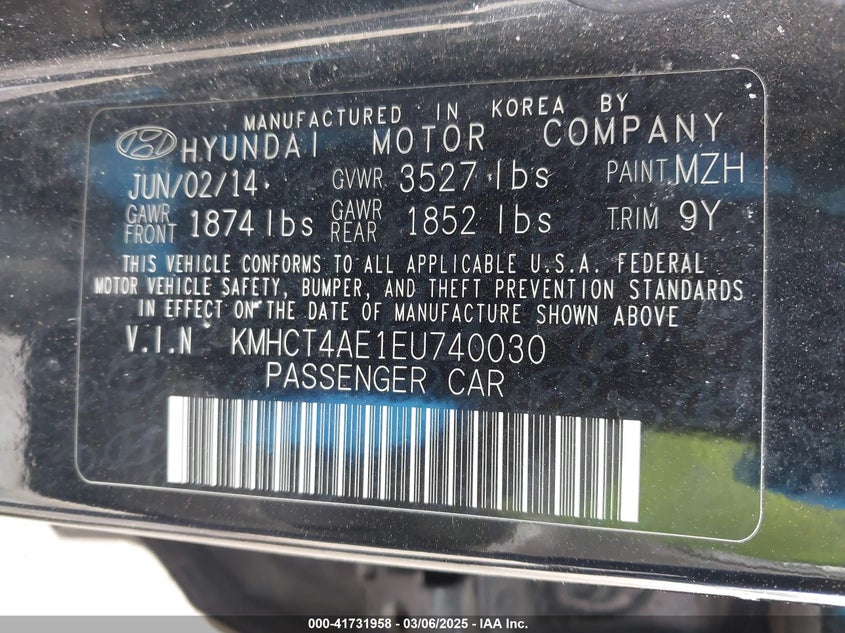 MANUFACTURED IN KOREA BY
HYUNDAI MOTOR COMPANY
JUN/02/14 GVWR 3527 lbs PAINT MZH
GAWR FRONT 1874 lbs GAWR REAR 1852 lbs TRIM 9Y
THIS VEHICLE CONFORMS TO ALL APPLICABLE U.S.A. FEDERAL
MOTOR VEHICLE SAFETY, BUMPER, AND THEFT PREVENTION STANDARDS
IN EFFECT ON THE DATE OF MANUFACTURE SHOWN ABOVE
V.I.N KMHCT4AE1EU740030
PASSENGER CAR
000-41731958 - 03/06/2025 - IAA Inc.